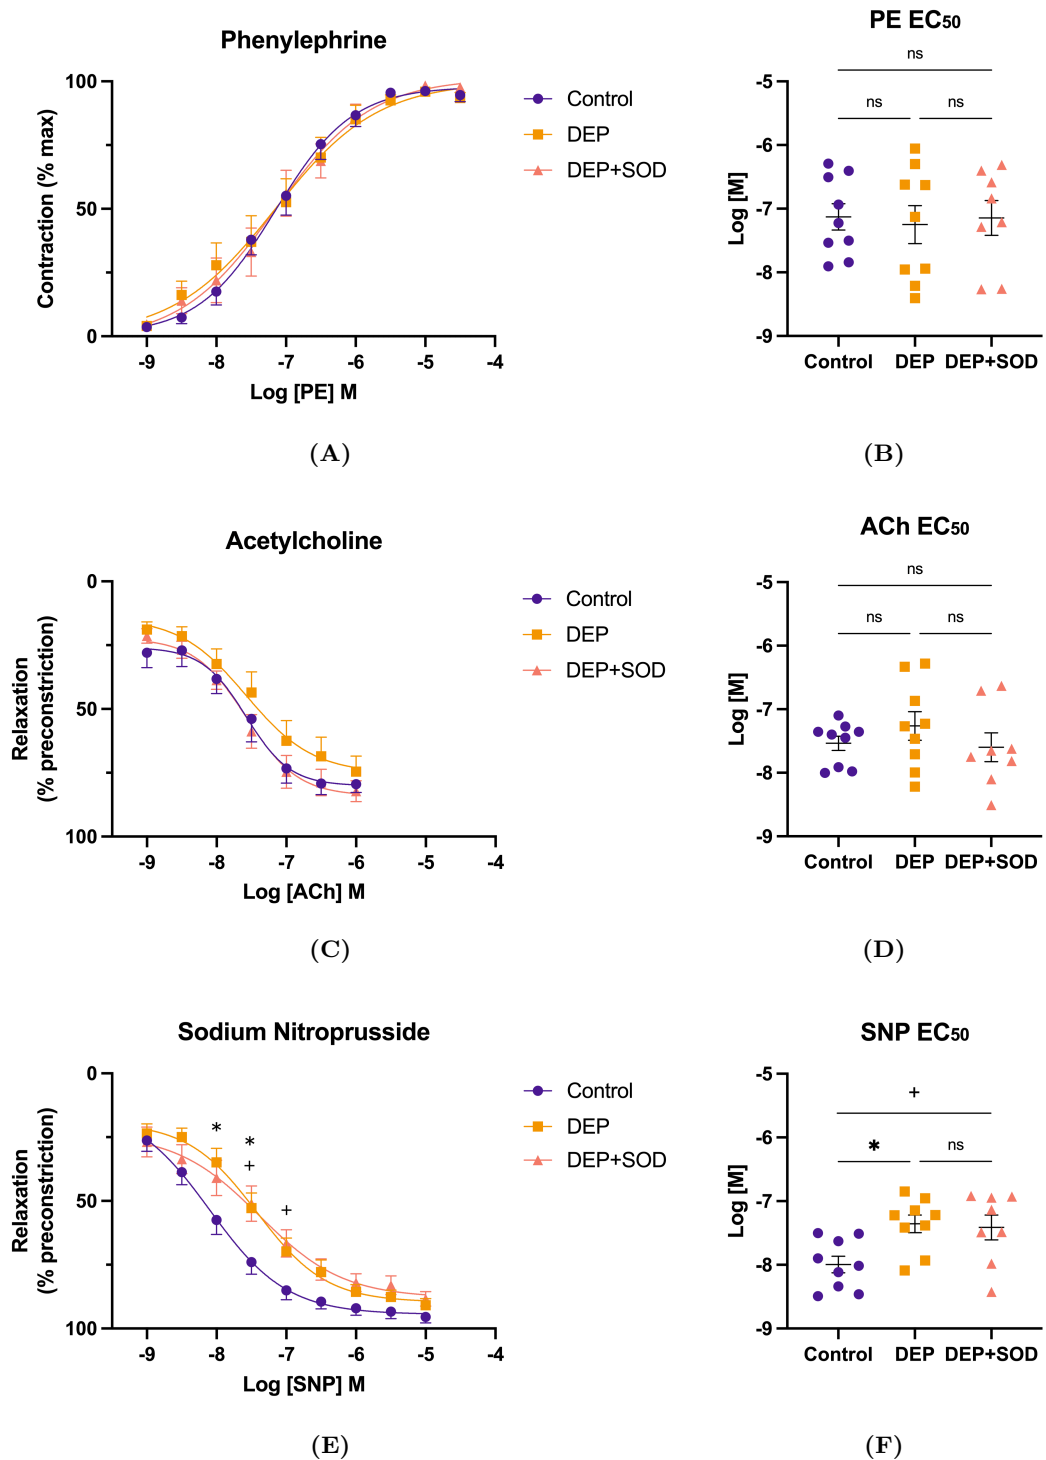 Phenylephrine
Contraction (% max)
100
50
0
-9 -8 -7 -6 -5 -4
Log [PE] M
Control
DEP
DEP+SOD
(A)
PE EC50
ns
ns ns
Log [M]
-5
-6
-7
-8
-9
Control DEP DEP+SOD
(B)
Acetylcholine
Relaxation
(% preconstriction)
0
50
100
-9 -8 -7 -6 -5 -4
Log [ACh] M
Control
DEP
DEP+SOD
(C)
ACh EC50
ns
ns ns
Log [M]
-5
-6
-7
-8
-9
Control DEP DEP+SOD
(D)
Sodium Nitroprusside
Relaxation
(% preconstriction)
0
50
100
* *
+
+
-9 -8 -7 -6 -5 -4
Log [SNP] M
Control
DEP
DEP+SOD
(E)
SNP EC50
+
* ns
Log [M]
-5
-6
-7
-8
-9
Control DEP DEP+SOD
(F)